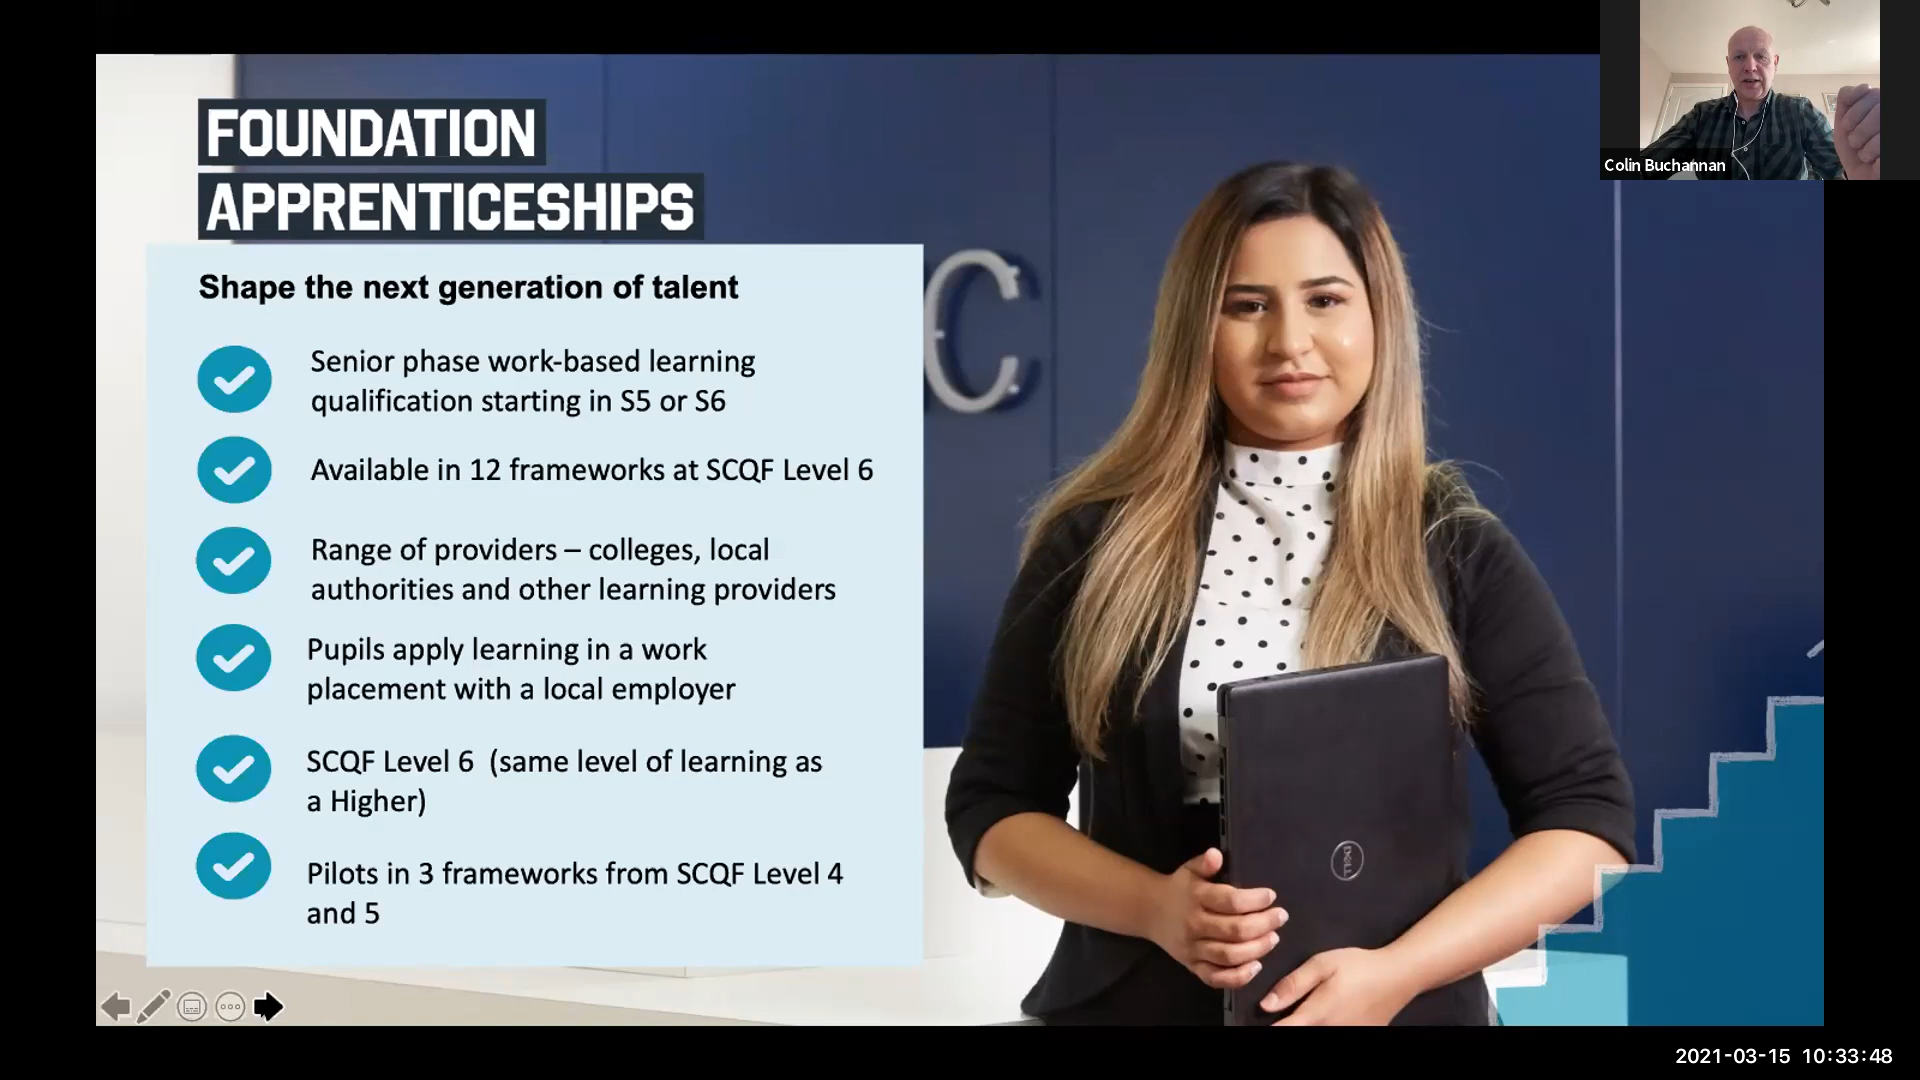 FOUNDATION
APPRENTICESHIPS
Shape the next generation of talent
Senior phase work-based learning
qualification starting in S5 or S6
Available in 12 frameworks at SCQF Level 6
Range of providers – colleges, local
authorities and other learning providers
Pupils apply learning in a work
placement with a local employer
SCQF Level 6  (same level of learning as
a Higher)
Pilots in 3 frameworks from SCQF Level 4
and 5
C
DELL
Colin Buchannan
2021-03-15 10:33:48